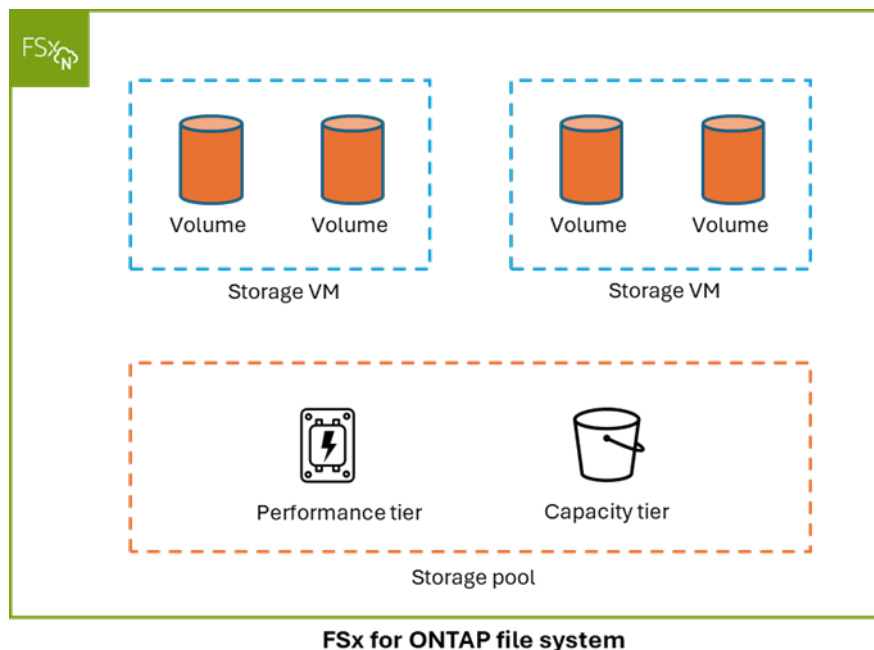 FSx
N
Volume Volume Volume Volume
Storage VM Storage VM
Performance tier Capacity tier
Storage pool
FSx for ONTAP file system